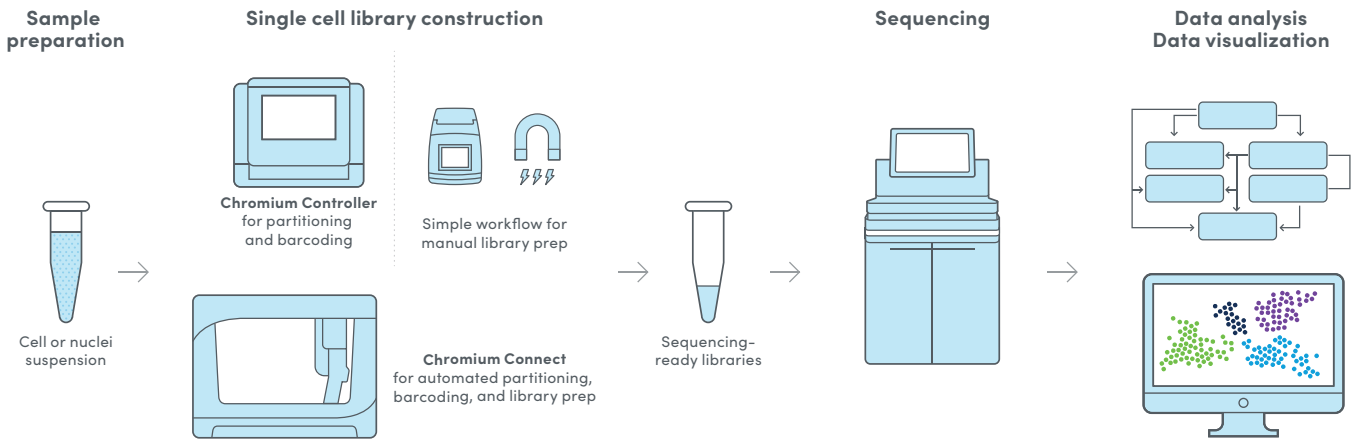 Sample
preparation
Single cell library construction
Sequencing
Data analysis
Data visualization
Chromium Controller
for partitioning
and barcoding
Simple workflow for
manual library prep
Cell or nuclei
suspension
Chromium Connect
for automated partitioning,
barcoding, and library prep
Sequencing-
ready libraries